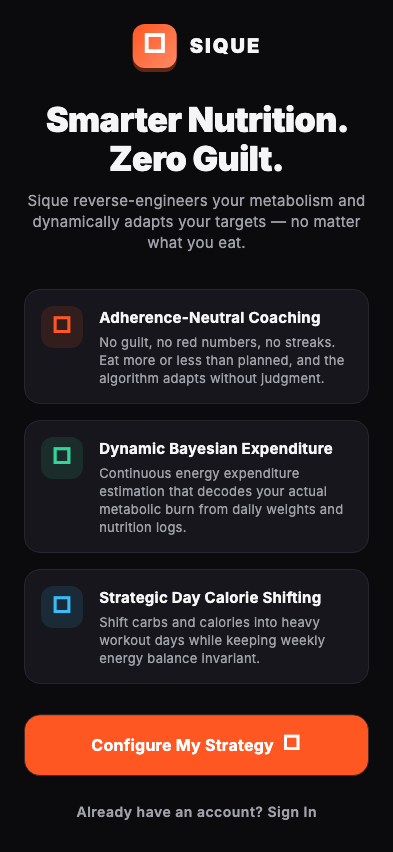 SIQUE
Smarter Nutrition.
Zero Guilt.
Sique reverse-engineers your metabolism and
dynamically adapts your targets — no matter
what you eat.
Adherence-Neutral Coaching
No guilt, no red numbers, no streaks.
Eat more or less than planned, and the
algorithm adapts without judgment.
Dynamic Bayesian Expenditure
Continuous energy expenditure
estimation that decodes your actual
metabolic burn from daily weights and
nutrition logs.
Strategic Day Calorie Shifting
Shift carbs and calories into heavy
workout days while keeping weekly
energy balance invariant.
Configure My Strategy
Already have an account? Sign In